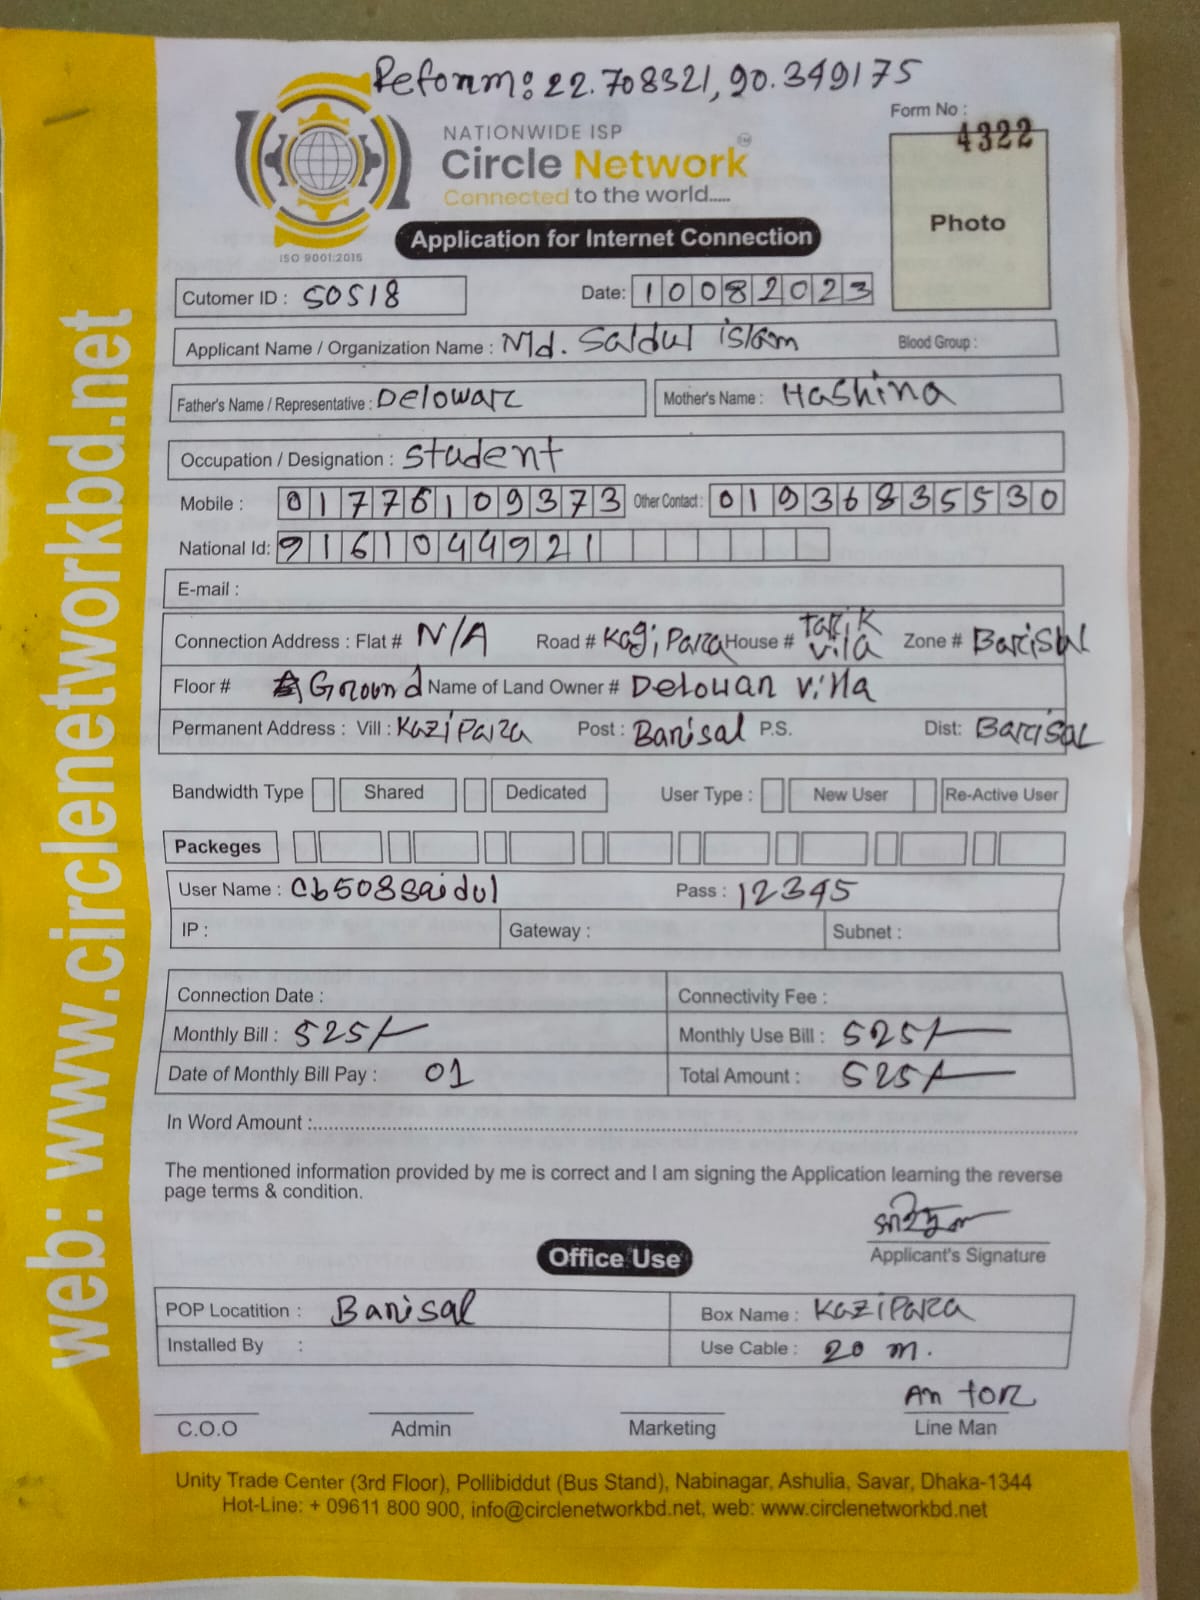 Reform: 22.708321, 90.349175
Form No :
4322
NATIONWIDE ISP
Circle Network
Connected to the world.....
ISO 9001:2015
Application for Internet Connection
Photo
Cutomer ID : SOS18
Date: 10082023
Applicant Name / Organization Name : Md. Saidul islam Blood Group :
Father's Name / Representative : Delowar Mother's Name : Hashina
Occupation / Designation : Student
Mobile : 01776109373 Other Contact : 01936835530
National Id: 9161044921
E-mail :
Connection Address : Flat # N/A Road # Kagi Para House # tarik vila Zone # Barisal
Floor # Ground Name of Land Owner # Delowar villa
Permanent Address : Vill : Kazi Para Post : Barisal P.S. Dist: Barisal
Bandwidth Type Shared Dedicated User Type : New User Re-Active User
Packeges
User Name : cb508saidul Pass : 12345
IP : Gateway : Subnet :
Connection Date : Connectivity Fee :
Monthly Bill : 525/- Monthly Use Bill : 525/-
Date of Monthly Bill Pay : 01 Total Amount : 525/-
In Word Amount :
The mentioned information provided by me is correct and I am signing the Application learning the reverse
page terms & condition.
সাইদুল
Applicant's Signature
Office Use
POP Locatition : Barisal Box Name : Kazi Para
Installed By : Use Cable : 20 m.
Antor
C.O.O Admin Marketing Line Man
Unity Trade Center (3rd Floor), Pollibiddut (Bus Stand), Nabinagar, Ashulia, Savar, Dhaka-1344
Hot-Line: + 09611 800 900, info@circlenetworkbd.net, web: www.circlenetworkbd.net
web: www.circlenetworkbd.net